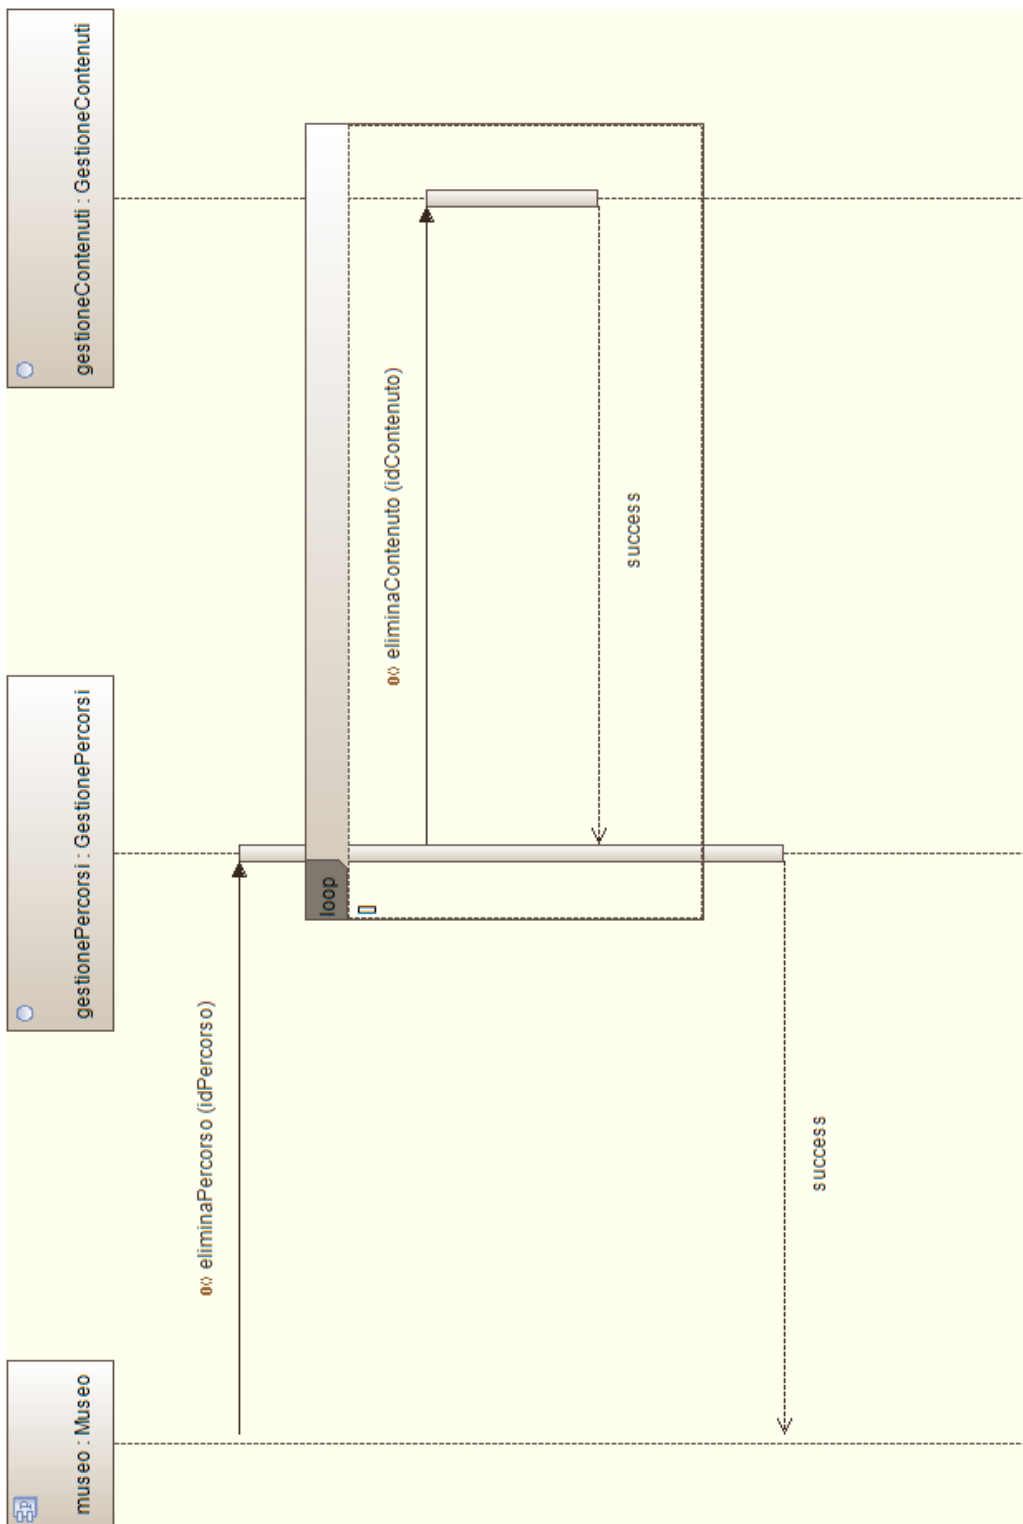 museo : Museo
gestionePercorsi : GestionePercorsi
gestioneContenuti : GestioneContenuti
eliminaPercorso (idPercorso)
loop
[]
eliminaContenuto (idContenuto)
success
success